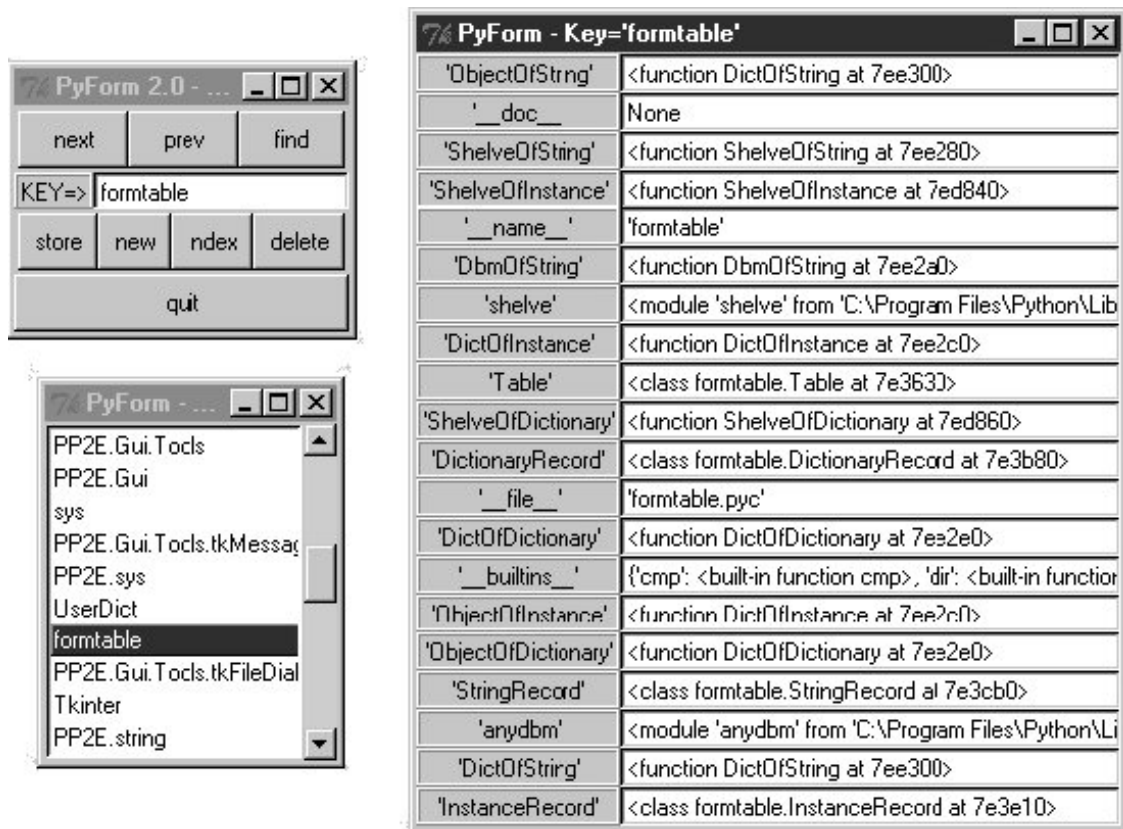 PyForm 2.0 - ...
next prev find
KEY=> formtable
store new ndex delete
quit
PyForm - ...
PP2E.Gui.Tocls
PP2E.Gui
sys
PP2E.Gui.Tocls.tkMessag
PP2E.sys
UserDict
formtable
PP2E.Gui.Tocls.tkFileDial
Tkinter
PP2E.string
PyForm - Key='formtable'
'ObjectOfString' <function DictOfString at 7ee300>
'__doc__ None
'ShelveOfString' <function ShelveOfString at 7ee280>
'ShelveOfInstance' <function ShelveOfInstance at 7ed840>
'__name__' 'formtable'
'DbmOfString' <function DbmOfString at 7ee2a0>
'shelve' <module 'shelve' from 'C:\Program Files\Python\Lib
'DictOfInstance' <function DictOfInstance at 7ee2c0>
'Table' <class formtable.Table at 7e3630>
'ShelveOfDictionary' <function ShelveOfDictionary at 7ed860>
'DictionaryRecord' <class formtable.DictionaryRecord at 7e3b80>
'__file__' 'formtable.pyc'
'DictOfDictionary' <function DictOfDictionary at 7ee2e0>
'__builtins__' {'cmp': <built-in function cmp>, 'dir': <built-in function
'ObjectOfInstance' <function DictOfInstance at 7ee2c0>
'ObjectOfDictionary' <function DictOfDictionary at 7ee2e0>
'StringRecord' <class formtable.StringRecord at 7e3cb0>
'anydbm' <module 'anydbm' from 'C:\Program Files\Python\Li
'DictOfString' <function DictOfString at 7ee300>
'InstanceRecord' <class formtable.InstanceRecord at 7e3e10>